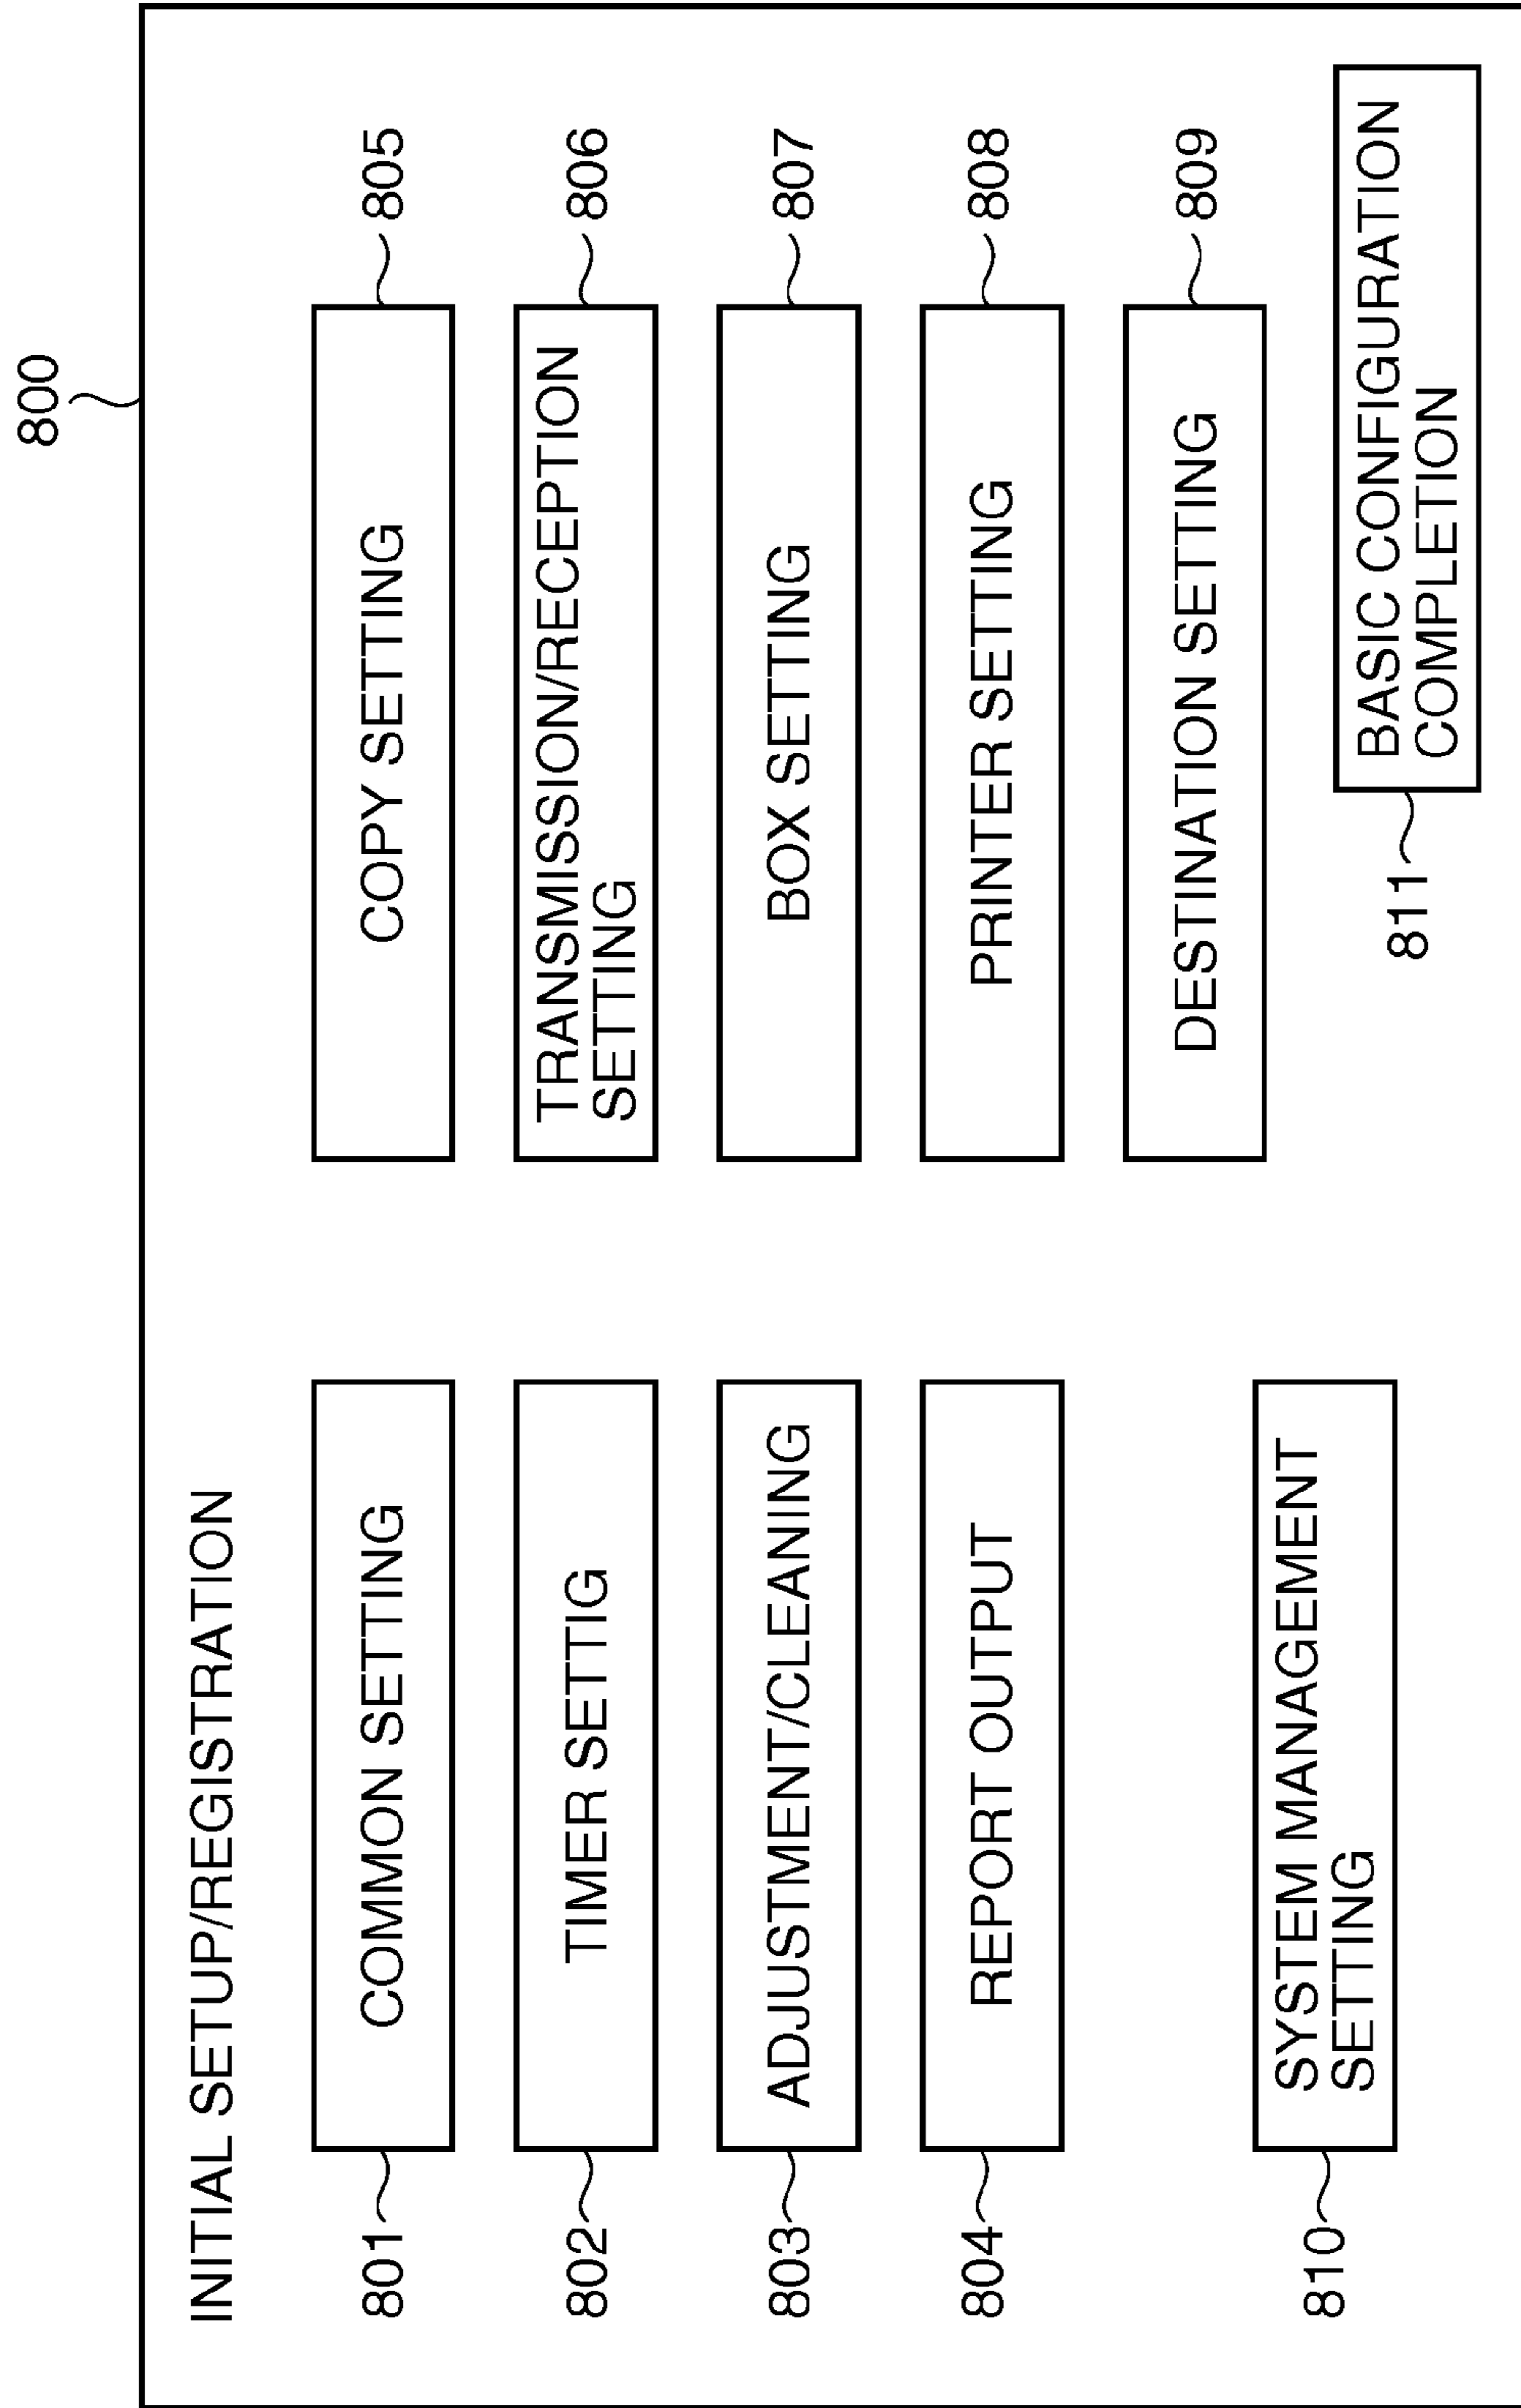 800
INITIAL SETUP/REGISTRATION
801
COMMON SETTING
COPY SETTING
805
802
TIMER SETTIG
TRANSMISSION/RECEPTION
SETTING
806
803
ADJUSTMENT/CLEANING
BOX SETTING
807
804
REPORT OUTPUT
PRINTER SETTING
808
DESTINATION SETTING
809
810
SYSTEM MANAGEMENT
SETTING
811
BASIC CONFIGURATION
COMPLETION